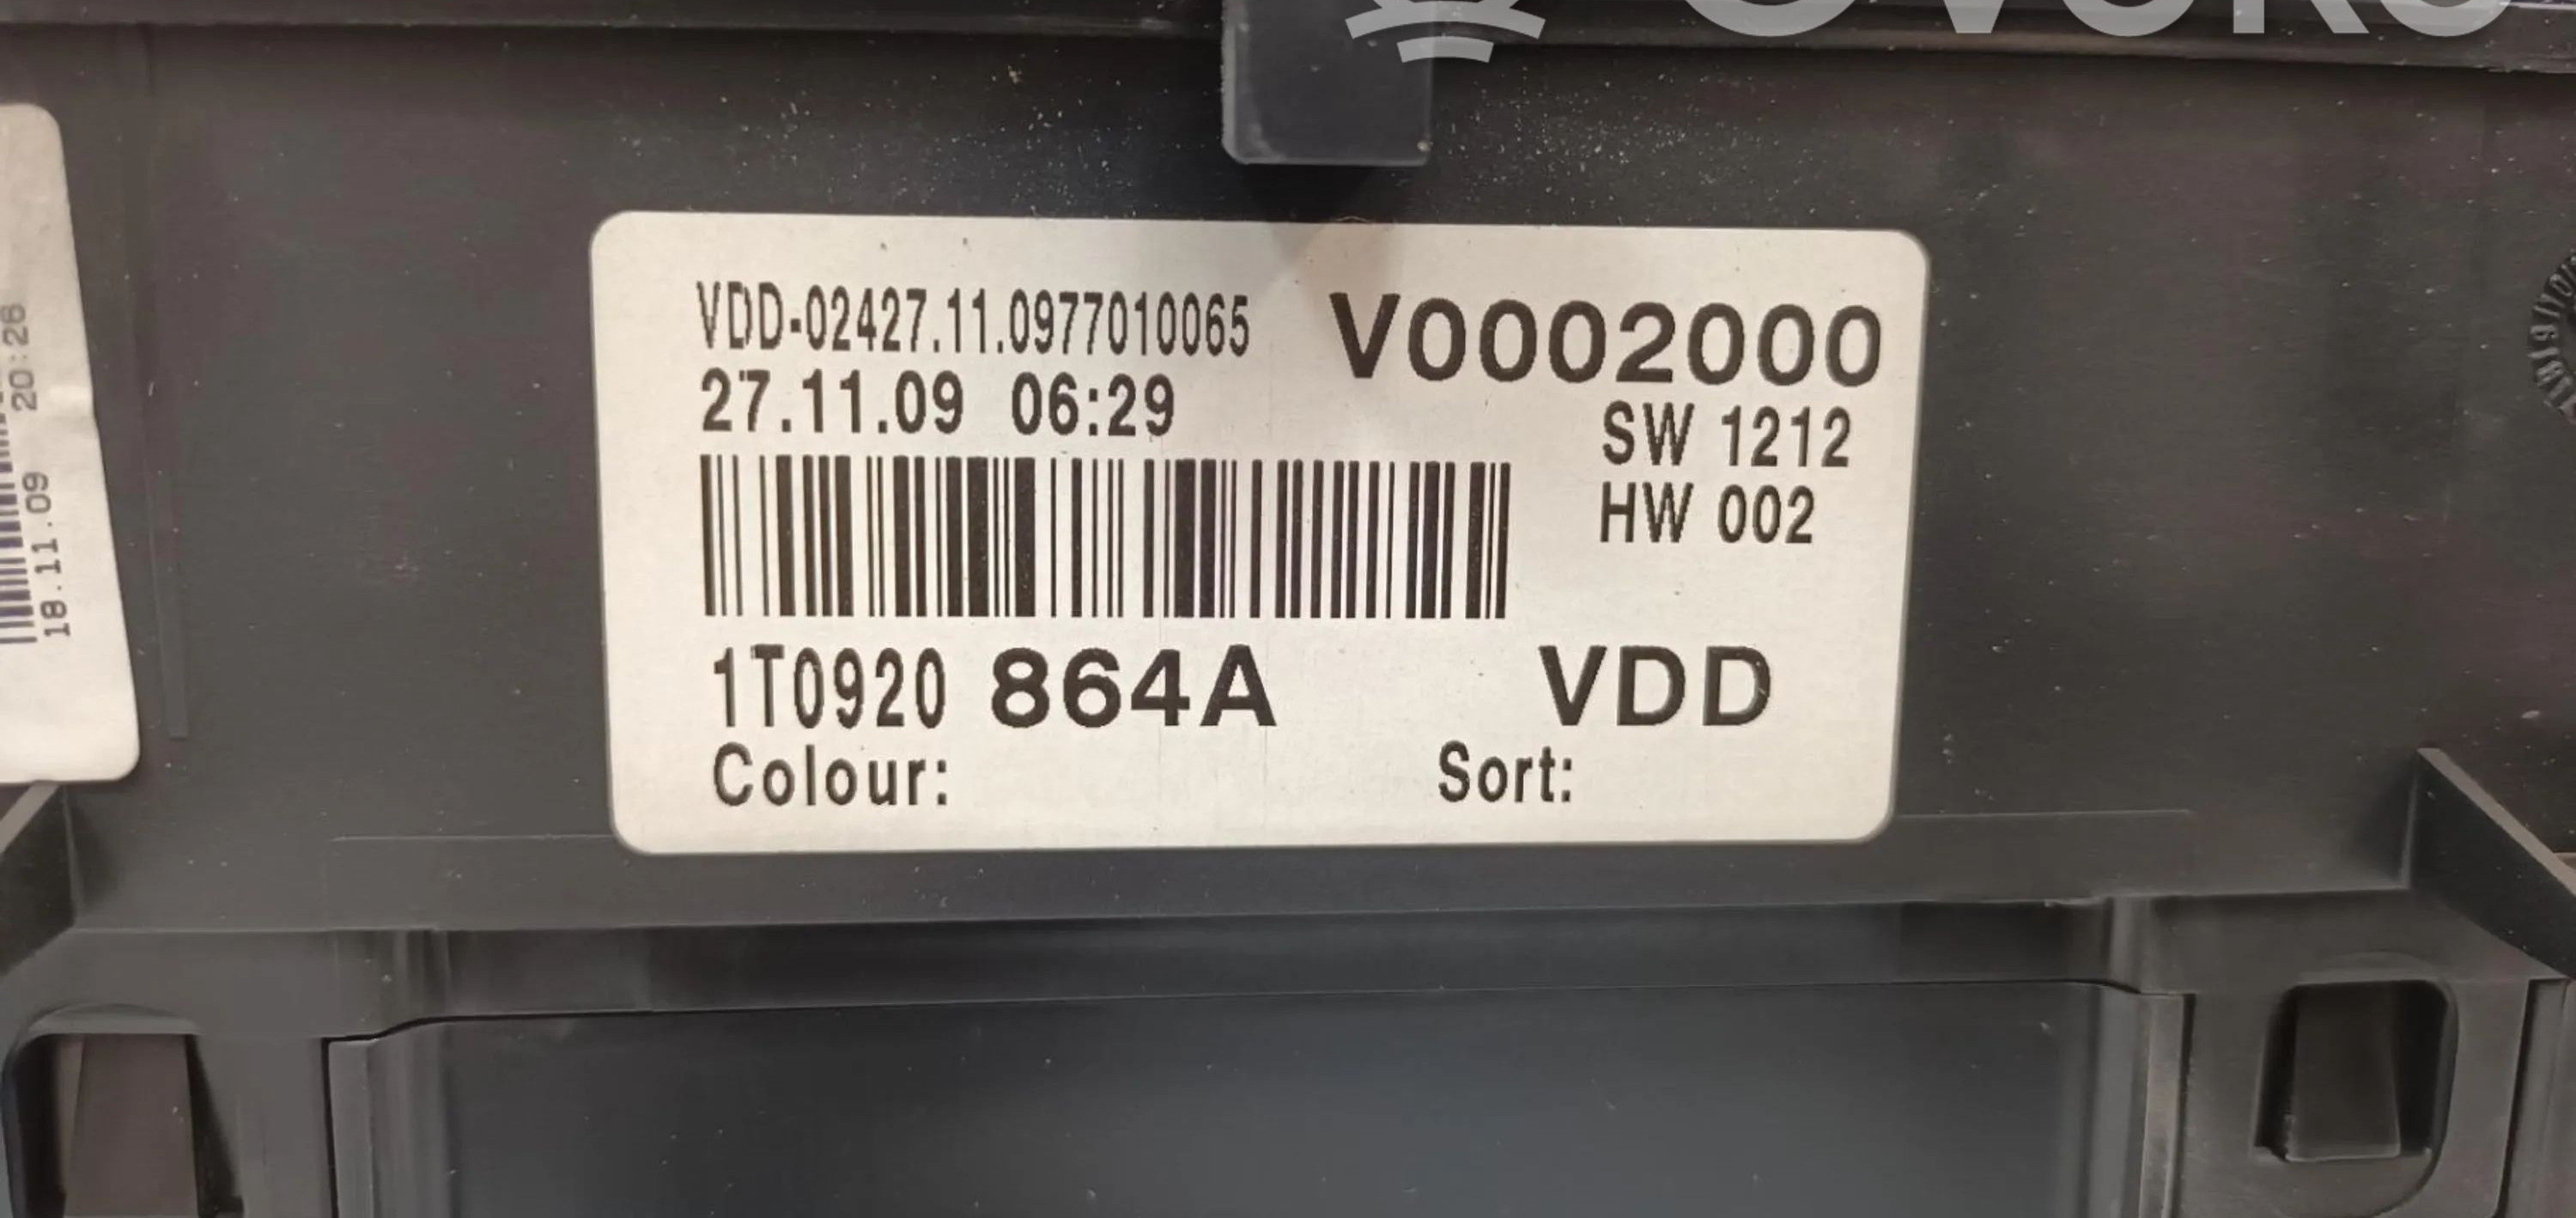 VDD-02427.11.0977010065 V0002000
27.11.09 06:29
SW 1212
HW 002
1T0920 864A VDD
Colour: Sort:
18.11.09 20:26